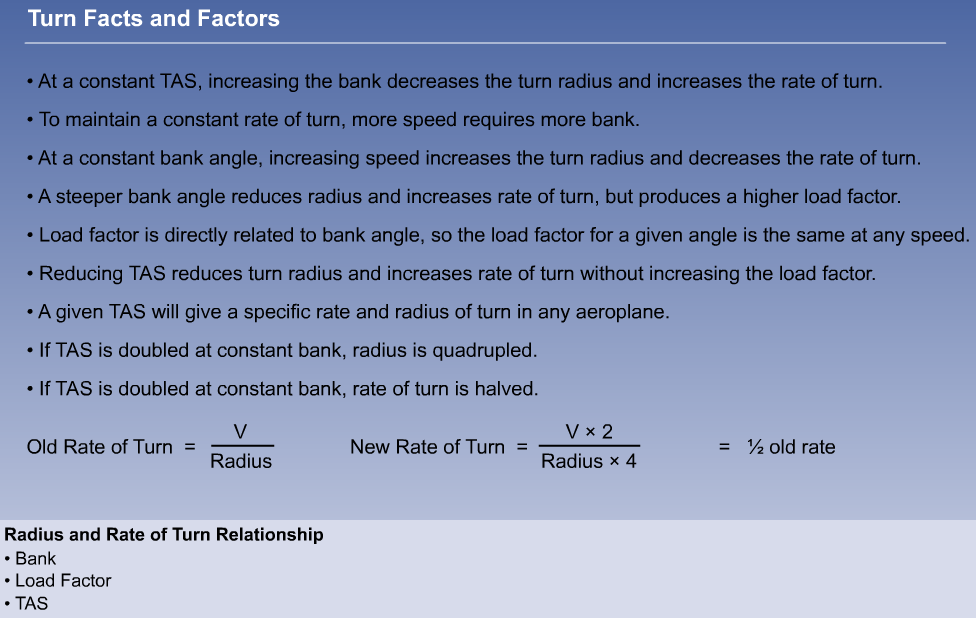 Turn Facts and Factors
• At a constant TAS, increasing the bank decreases the turn radius and increases the rate of turn.
• To maintain a constant rate of turn, more speed requires more bank.
• At a constant bank angle, increasing speed increases the turn radius and decreases the rate of turn.
• A steeper bank angle reduces radius and increases rate of turn, but produces a higher load factor.
• Load factor is directly related to bank angle, so the load factor for a given angle is the same at any speed.
• Reducing TAS reduces turn radius and increases rate of turn without increasing the load factor.
• A given TAS will give a specific rate and radius of turn in any aeroplane.
• If TAS is doubled at constant bank, radius is quadrupled.
• If TAS is doubled at constant bank, rate of turn is halved.
V V × 2
Old Rate of Turn = New Rate of Turn = = ½ old rate
Radius Radius × 4
Radius and Rate of Turn Relationship
• Bank
• Load Factor
• TAS